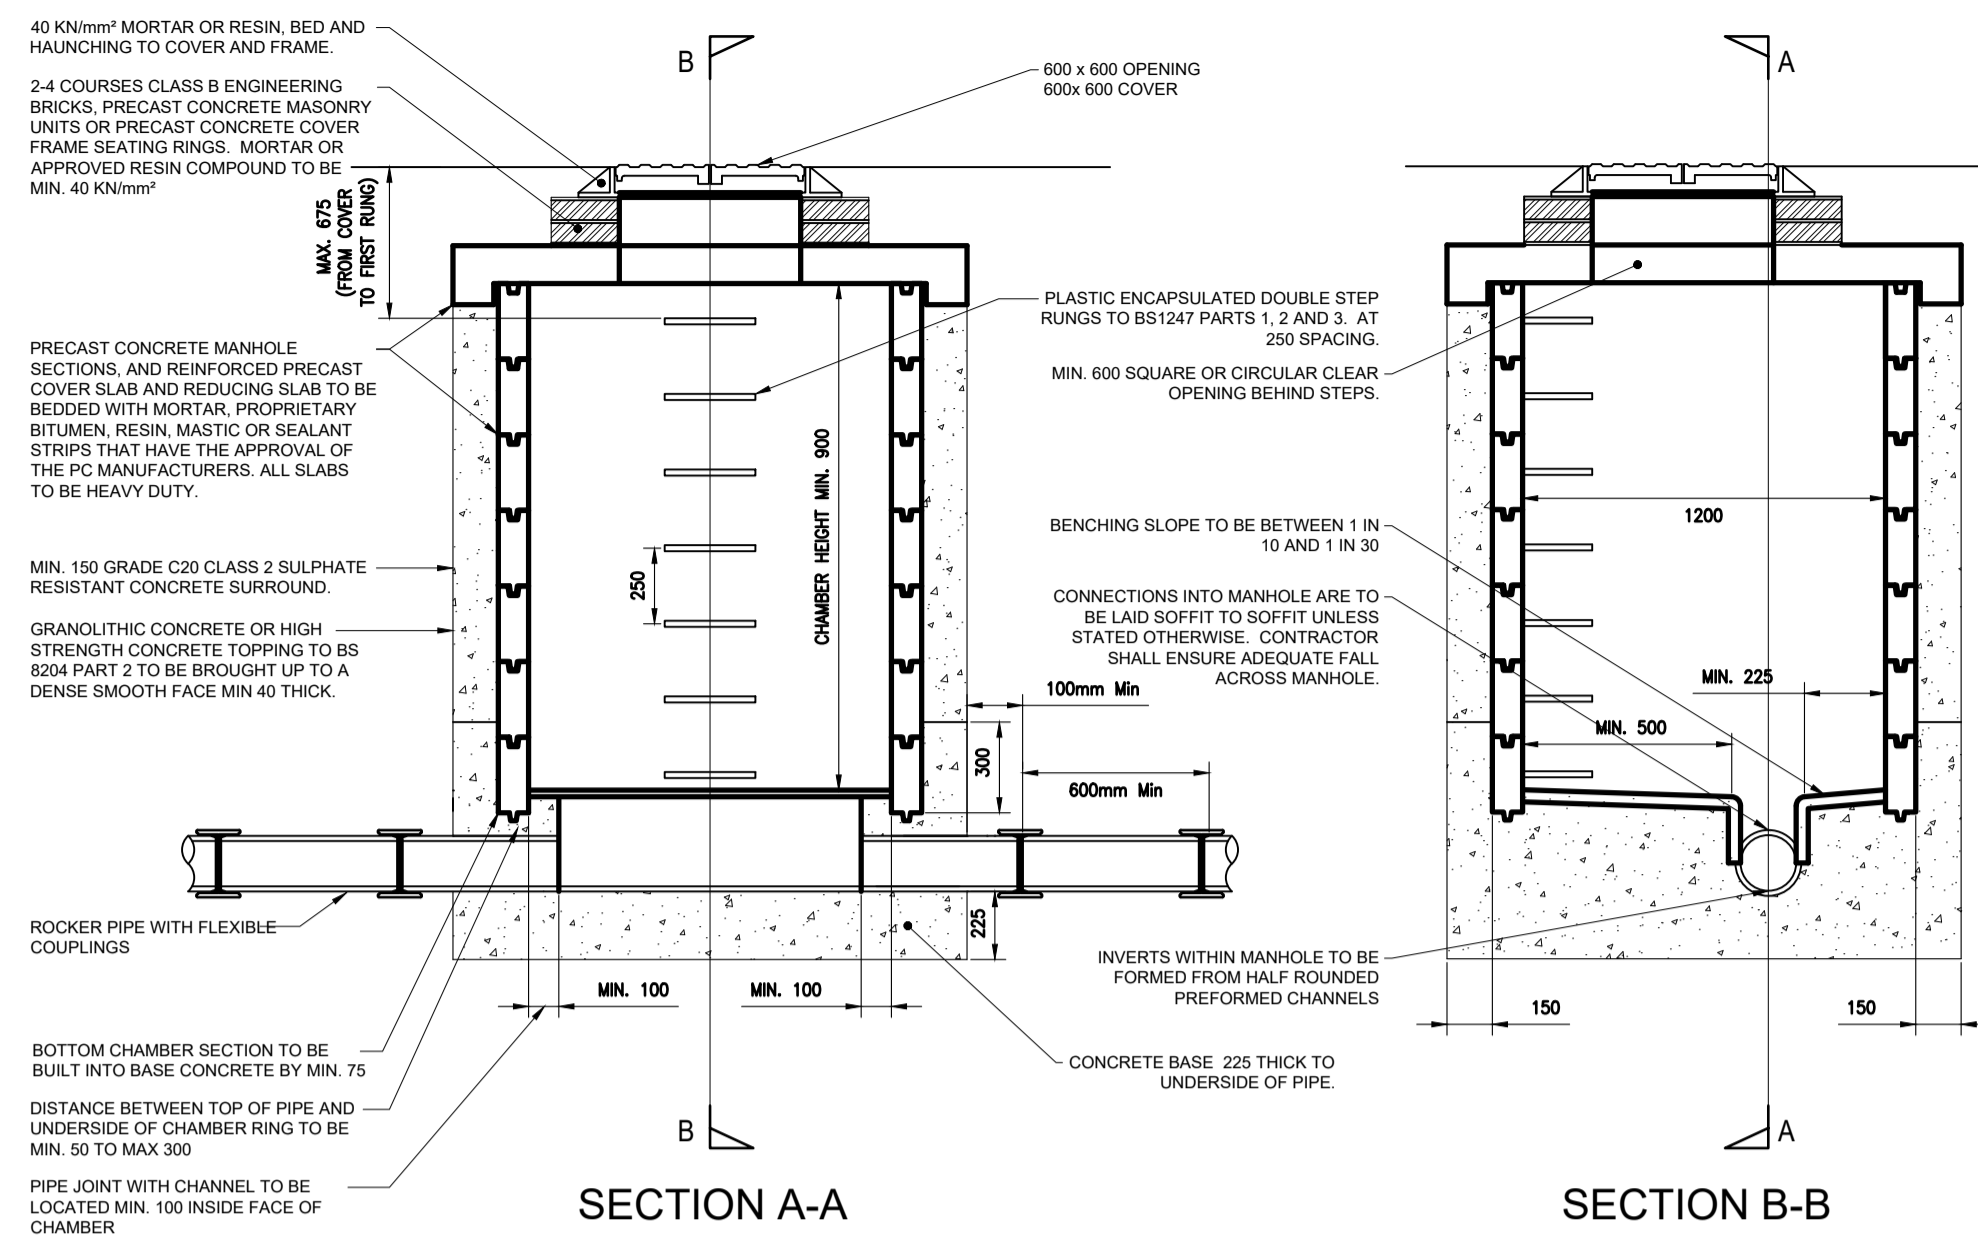 40 KN/mm² MORTAR OR RESIN, BED AND
HAUNCHING TO COVER AND FRAME.
2-4 COURSES CLASS B ENGINEERING
BRICKS, PRECAST CONCRETE MASONRY
UNITS OR PRECAST CONCRETE COVER
FRAME SEATING RINGS. MORTAR OR
APPROVED RESIN COMPOUND TO BE
MIN. 40 KN/mm²
PRECAST CONCRETE MANHOLE
SECTIONS, AND REINFORCED PRECAST
COVER SLAB AND REDUCING SLAB TO BE
BEDDED WITH MORTAR, PROPRIETARY
BITUMEN, RESIN, MASTIC OR SEALANT
STRIPS THAT HAVE THE APPROVAL OF
THE PC MANUFACTURERS. ALL SLABS
TO BE HEAVY DUTY.
MIN. 150 GRADE C20 CLASS 2 SULPHATE
RESISTANT CONCRETE SURROUND.
GRANOLITHIC CONCRETE OR HIGH
STRENGTH CONCRETE TOPPING TO BS
8204 PART 2 TO BE BROUGHT UP TO A
DENSE SMOOTH FACE MIN 40 THICK.
ROCKER PIPE WITH FLEXIBLE
COUPLINGS
BOTTOM CHAMBER SECTION TO BE
BUILT INTO BASE CONCRETE BY MIN. 75
DISTANCE BETWEEN TOP OF PIPE AND
UNDERSIDE OF CHAMBER RING TO BE
MIN. 50 TO MAX 300
PIPE JOINT WITH CHANNEL TO BE
LOCATED MIN. 100 INSIDE FACE OF
CHAMBER
B
MAX. 675
(FROM COVER
TO FIRST RUNG)
250
CHAMBER HEIGHT MIN. 900
100mm Min
300
600mm Min
225
MIN. 100
MIN. 100
B
SECTION A-A
600 x 600 OPENING
600x 600 COVER
PLASTIC ENCAPSULATED DOUBLE STEP
RUNGS TO BS1247 PARTS 1, 2 AND 3. AT
250 SPACING.
MIN. 600 SQUARE OR CIRCULAR CLEAR
OPENING BEHIND STEPS.
BENCHING SLOPE TO BE BETWEEN 1 IN
10 AND 1 IN 30
CONNECTIONS INTO MANHOLE ARE TO
BE LAID SOFFIT TO SOFFIT UNLESS
STATED OTHERWISE. CONTRACTOR
SHALL ENSURE ADEQUATE FALL
ACROSS MANHOLE.
INVERTS WITHIN MANHOLE TO BE
FORMED FROM HALF ROUNDED
PREFORMED CHANNELS
CONCRETE BASE 225 THICK TO
UNDERSIDE OF PIPE.
A
1200
MIN. 225
MIN. 500
150
150
A
SECTION B-B